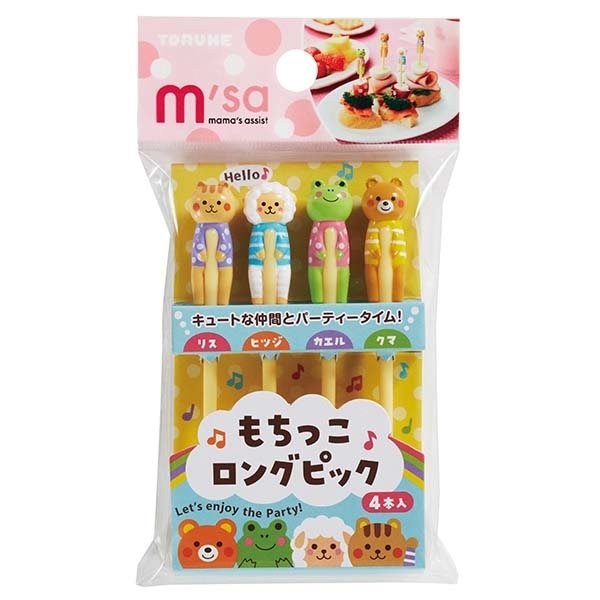 TORUNE
m'sa
mama's assist
Hello♪
キュートな仲間とパーティータイム!
リス
ヒツジ
カエル
クマ
もちっこ
ロングピック
4本入
Let's enjoy the Party!